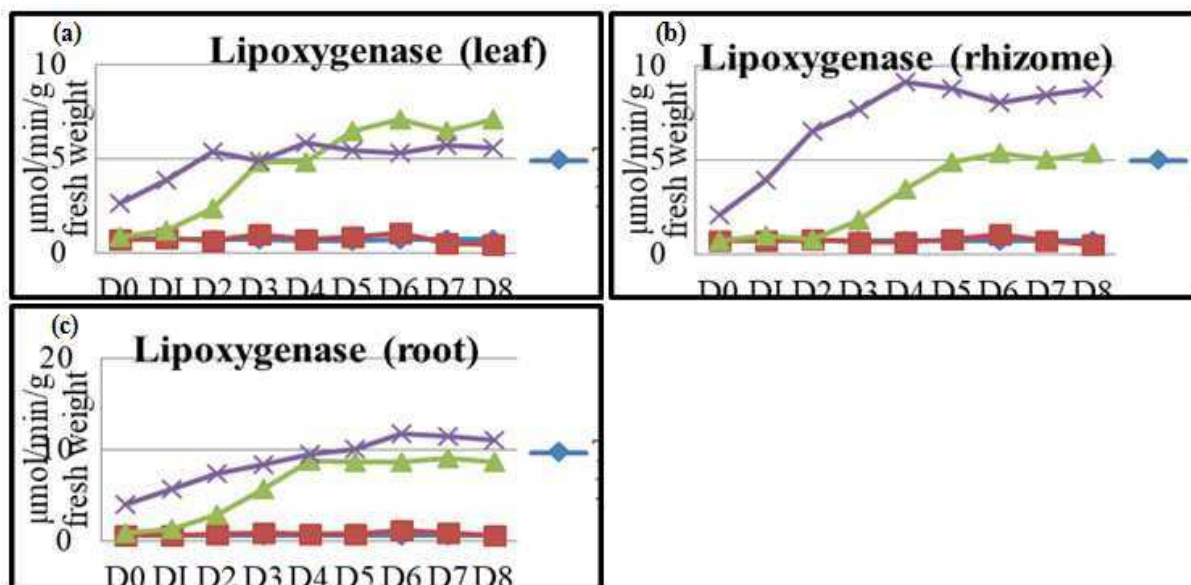 (a)
Lipoxygenase (leaf)
µmol/min/g
fresh weight
10
5
0
D0 D1 D2 D3 D4 D5 D6 D7 D8
(b)
Lipoxygenase (rhizome)
µmol/min/g
fresh weight
10
5
0
D0 D1 D2 D3 D4 D5 D6 D7 D8
(c)
Lipoxygenase (root)
µmol/min/g
fresh weight
20
10
0
D0 D1 D2 D3 D4 D5 D6 D7 D8